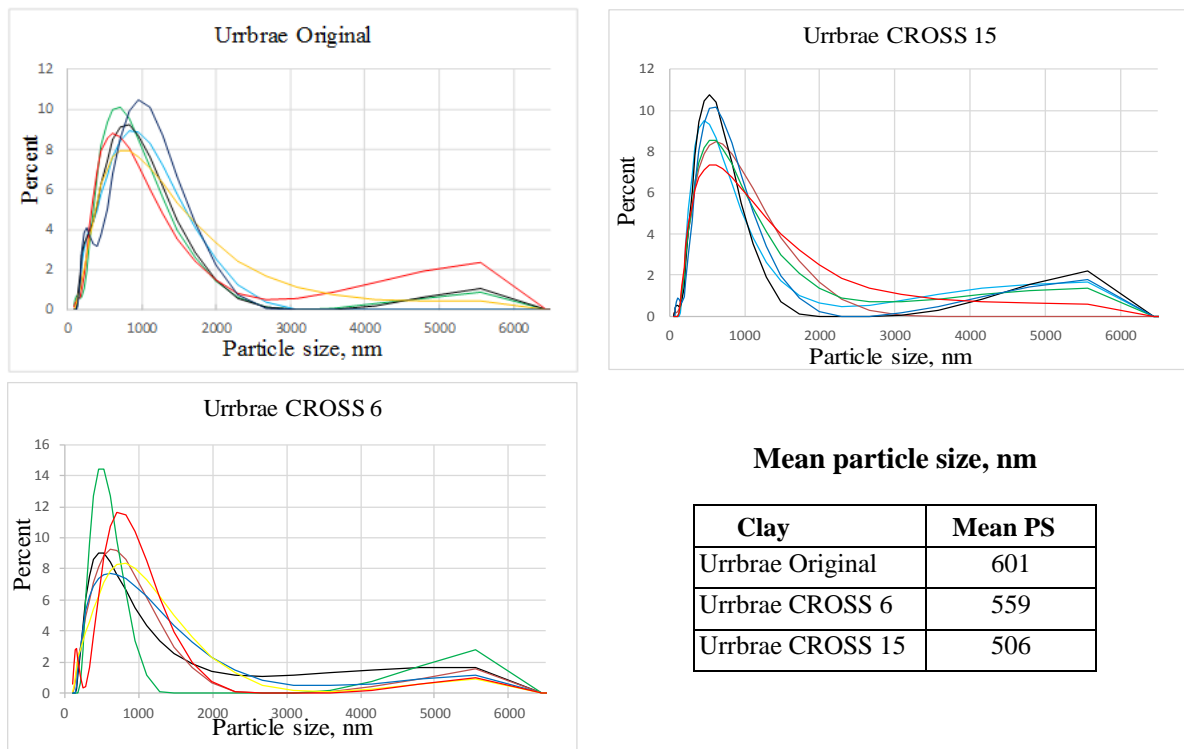 Urrbrae Original
12
10
8
6
4
2
0
Percent
0 1000 2000 3000 4000 5000 6000
Particle size, nm
Urrbrae CROSS 15
12
10
8
6
4
2
0
Percent
0 1000 2000 3000 4000 5000 6000
Particle size, nm
Urrbrae CROSS 6
16
14
12
10
8
6
4
2
0
Percent
0 1000 2000 3000 4000 5000 6000
Particle size, nm
Mean particle size, nm
Clay Mean PS
Urrbrae Original 601
Urrbrae CROSS 6 559
Urrbrae CROSS 15 506